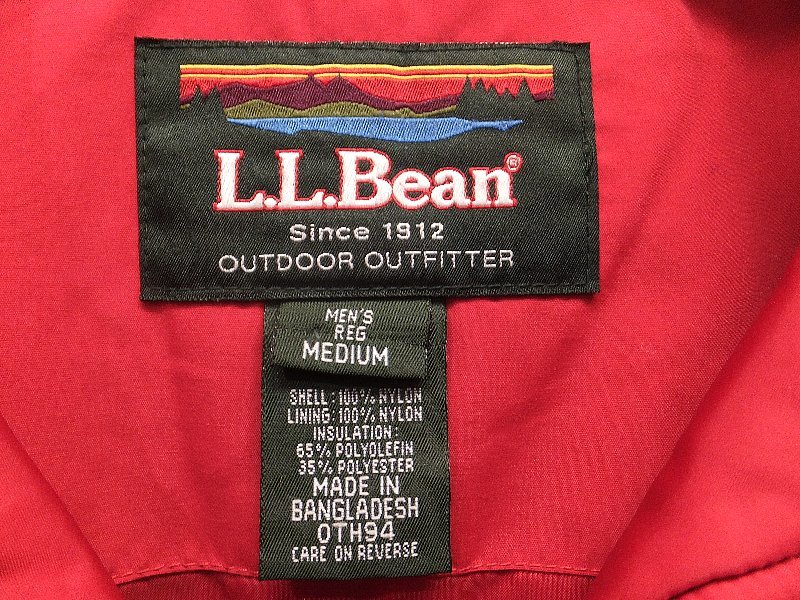 L.L.Bean®
Since 1912
OUTDOOR OUTFITTER
MEN'S
REG
MEDIUM
SHELL: 100% NYLON
LINING: 100% NYLON
INSULATION:
65% POLYOLEFIN
35% POLYESTER
MADE IN
BANGLADESH
OTH94
CARE ON REVERSE